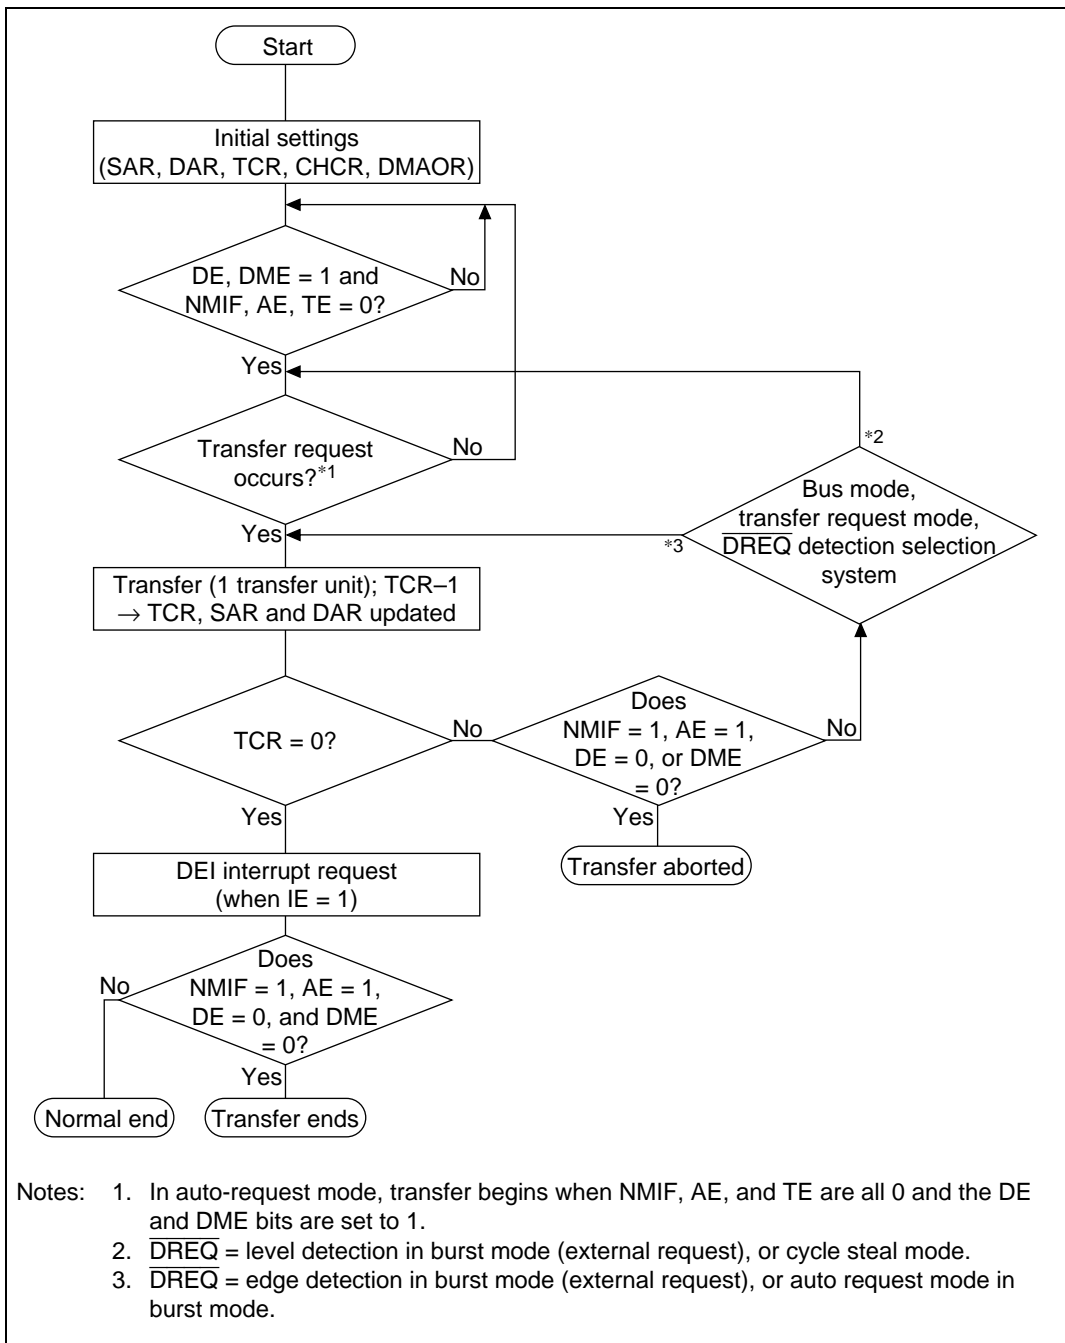 Start
Initial settings
(SAR, DAR, TCR, CHCR, DMAOR)
DE, DME = 1 and
NMIF, AE, TE = 0?
No
Yes
Transfer request
occurs?*1
No
Yes
*2
Bus mode,
transfer request mode,
DREQ detection selection
system
*3
Transfer (1 transfer unit); TCR–1
→ TCR, SAR and DAR updated
TCR = 0?
No
Does
NMIF = 1, AE = 1,
DE = 0, or DME
= 0?
No
Yes
Transfer aborted
Yes
DEI interrupt request
(when IE = 1)
Does
NMIF = 1, AE = 1,
DE = 0, and DME
= 0?
No
Yes
Normal end
Transfer ends
Notes: 1. In auto-request mode, transfer begins when NMIF, AE, and TE are all 0 and the DE
and DME bits are set to 1.
2. DREQ = level detection in burst mode (external request), or cycle steal mode.
3. DREQ = edge detection in burst mode (external request), or auto request mode in
burst mode.